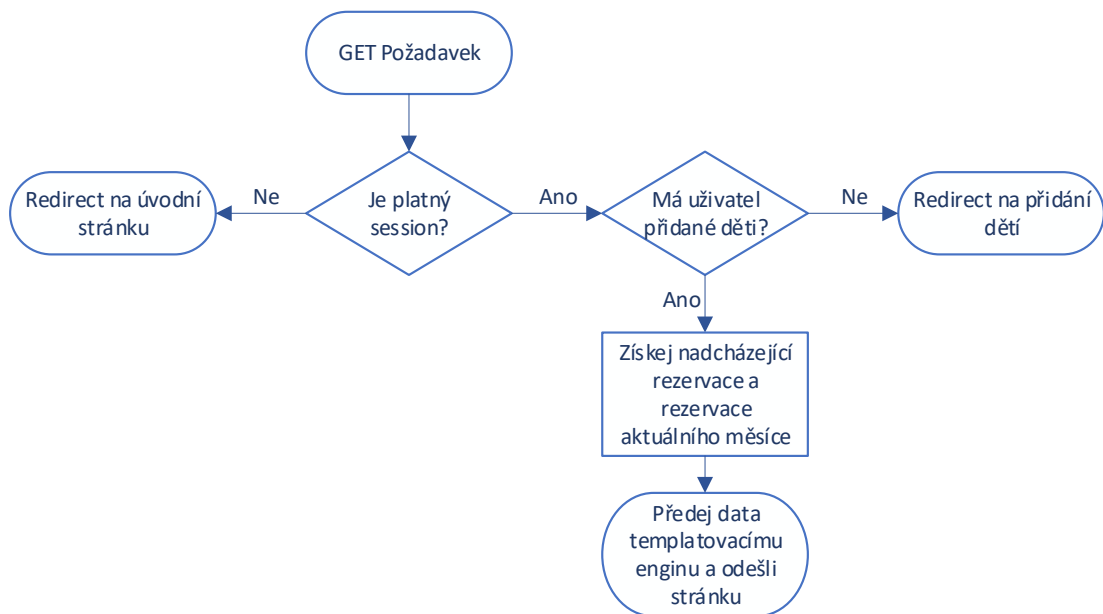 GET Požadavek
Redirect na úvodní
stránku
Ne
Je platný
session?
Ano
Má uživatel
přidané děti?
Ne
Redirect na přidání
dětí
Ano
Získej nadcházející
rezervace a
rezervace
aktuálního měsíce
Předej data
templatovacímu
enginu a odešli
stránku